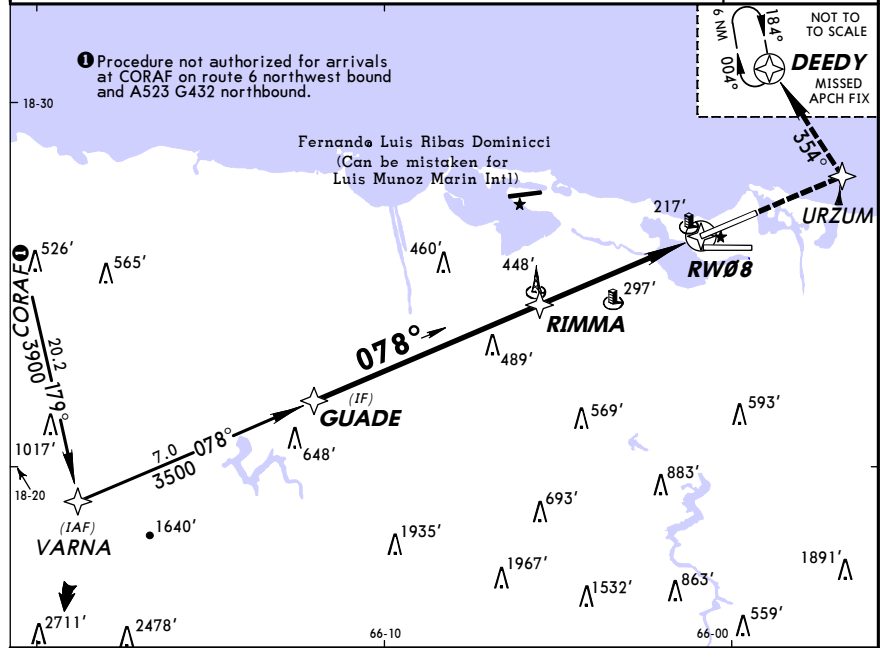 ❶ Procedure not authorized for arrivals
at CORAF on route 6 northwest bound
and A523 G432 northbound.
NOT TO
TO SCALE
6 NM
184°
004°
DEEDY
MISSED
APCH FIX
18-30
Fernando Luis Ribas Dominicci
(Can be mistaken for
Luis Munoz Marin Intl)
354°
URZUM
217'
RWØ8
CORAF❶
526'
565'
460'
448'
297'
RIMMA
20.2
3900
179°
078°
489'
(IF)
GUADE
569'
593'
1017'
7.0
3500
078°
648'
18-20
883'
693'
(IAF)
VARNA
1640'
1935'
1967'
1532'
863'
1891'
2711'
2478'
66-10
66-00
559'